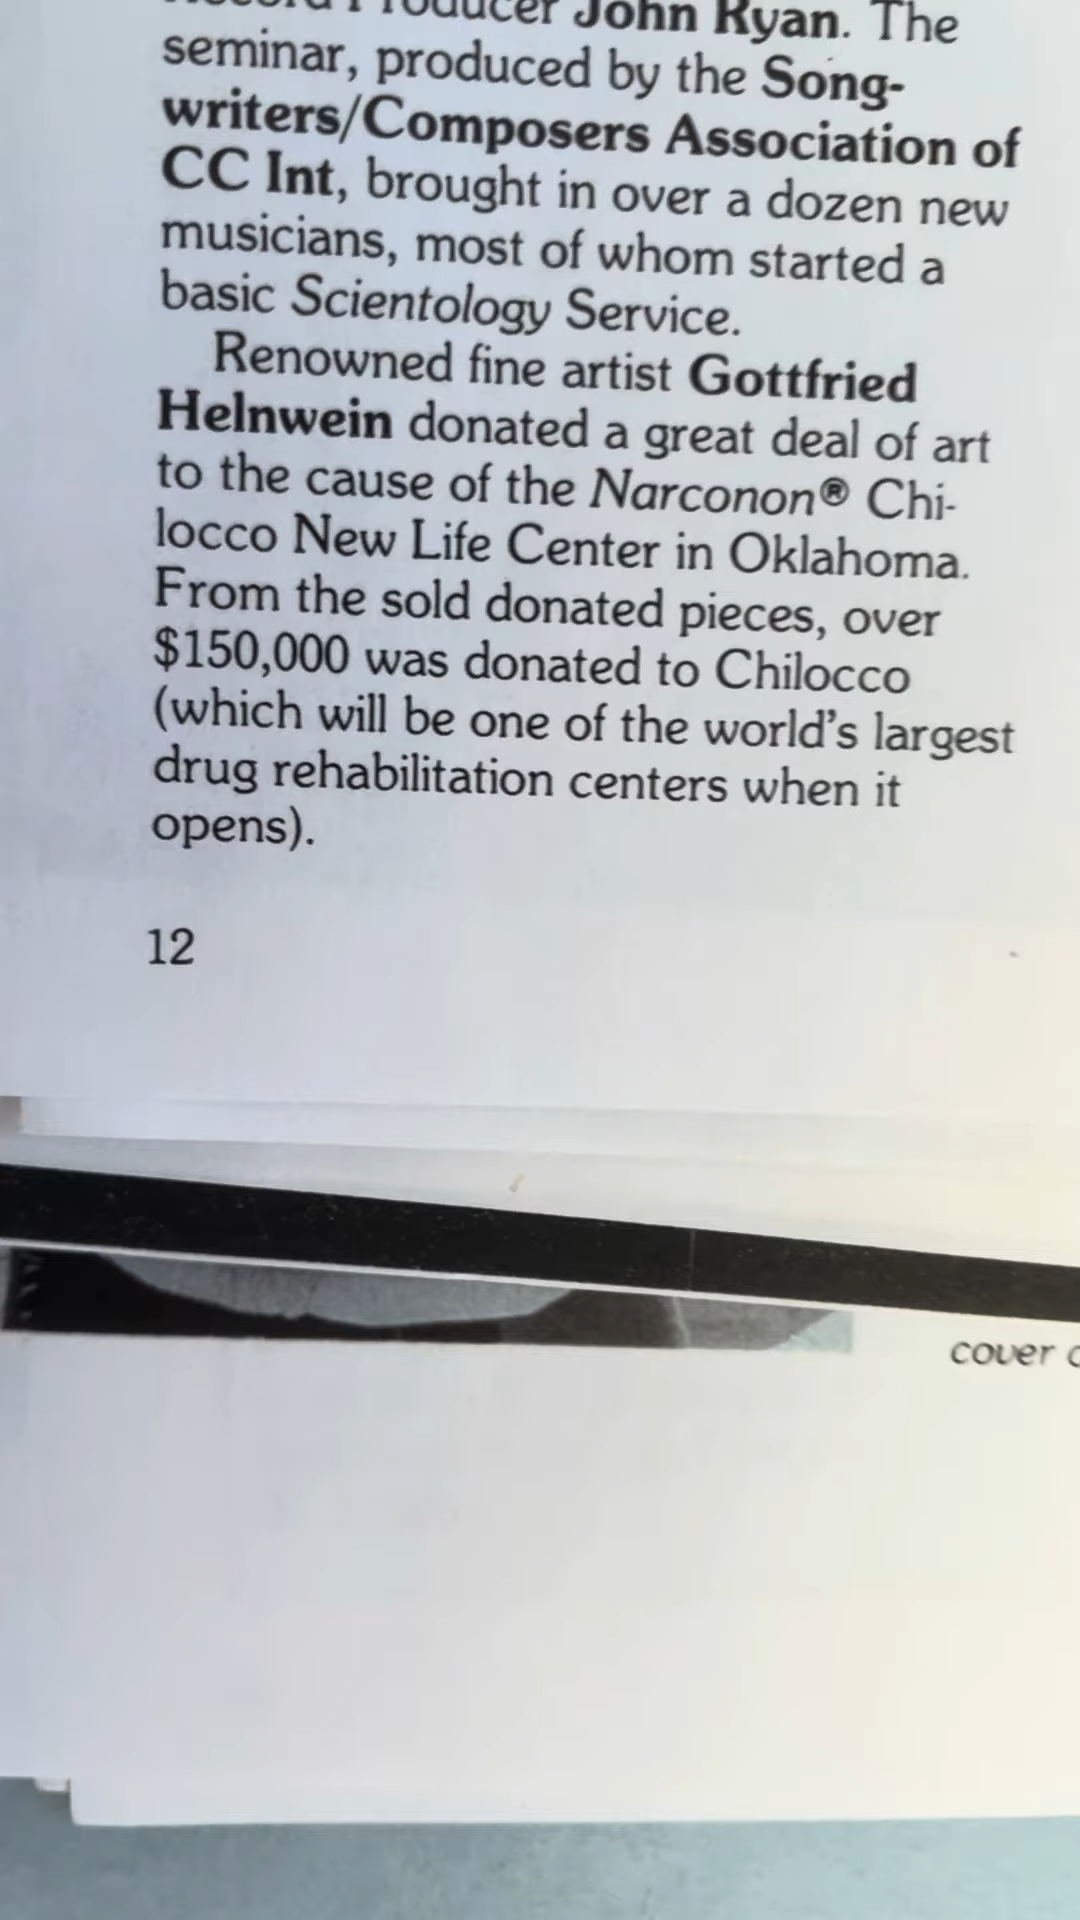 Record Producer John Ryan. The
seminar, produced by the Song-
writers/Composers Association of
CC Int, brought in over a dozen new
musicians, most of whom started a
basic Scientology Service.
Renowned fine artist Gottfried
Helnwein donated a great deal of art
to the cause of the Narconon® Chi-
locco New Life Center in Oklahoma.
From the sold donated pieces, over
$150,000 was donated to Chilocco
(which will be one of the world's largest
drug rehabilitation centers when it
opens).
12
cover